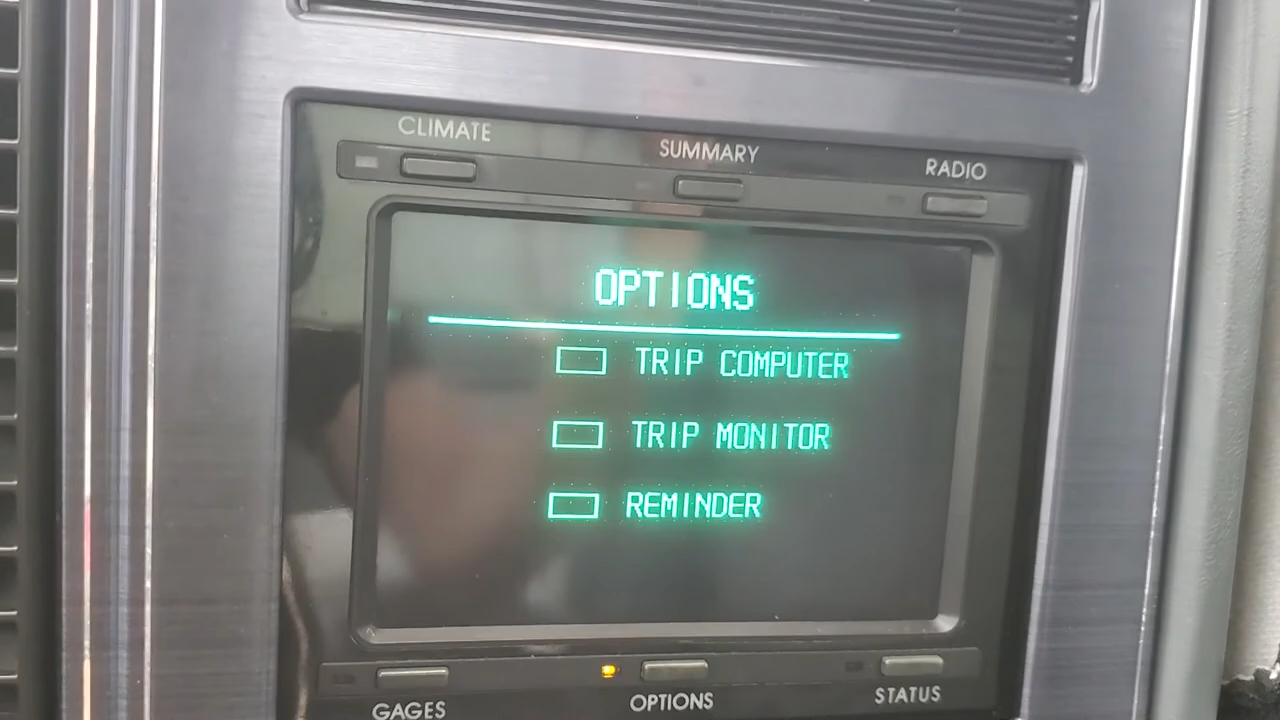 CLIMATE
SUMMARY
RADIO
OPTIONS
TRIP COMPUTER
TRIP MONITOR
REMINDER
GAGES
OPTIONS
STATUS